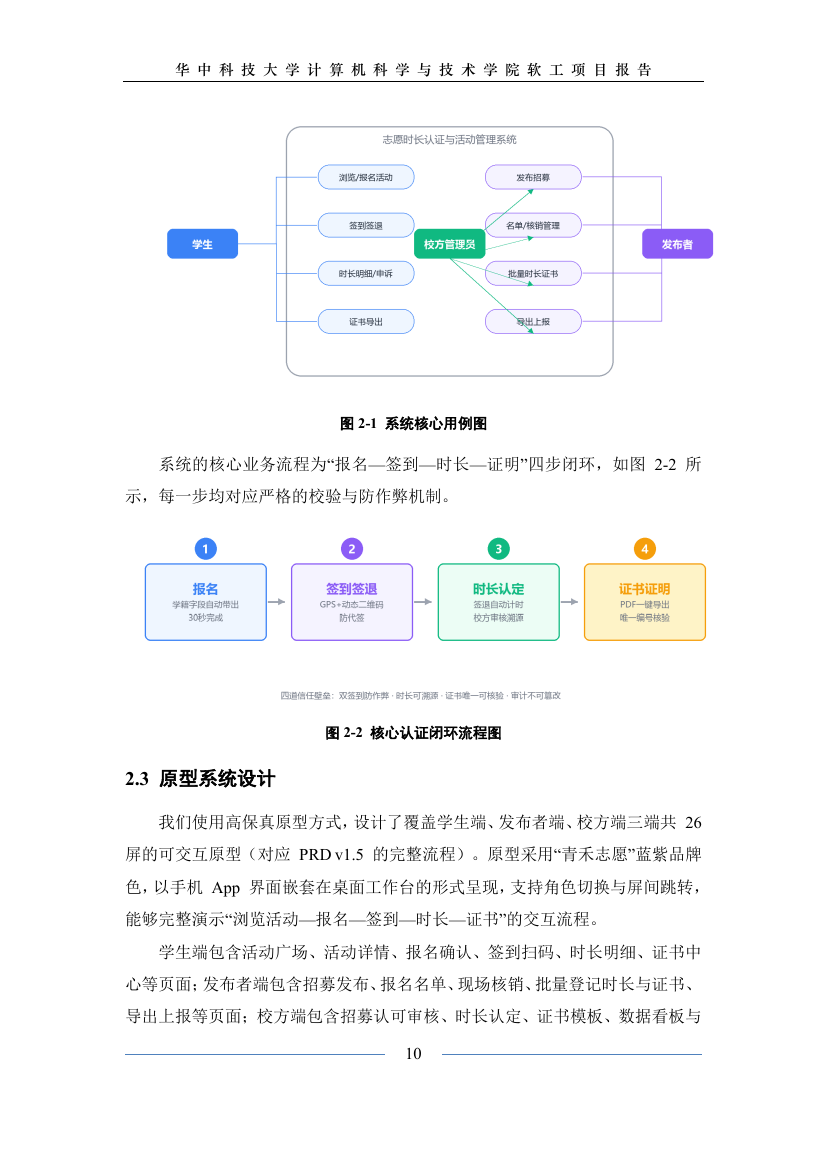 华中科技大学计算机科学与技术学院软工项目报告
志愿时长认证与活动管理系统
浏览/报名活动
发布招募
签到签退
名单/核销管理
学生
校方管理员
发布者
时长明细/申诉
批量时长证书
证书导出
导出上报
图 2-1 系统核心用例图
系统的核心业务流程为“报名—签到—时长—证明”四步闭环，如图 2-2 所
示，每一步均对应严格的校验与防作弊机制。
1
2
3
4
报名
学籍字段自动带出
30秒完成
签到签退
GPS+动态二维码
防代签
时长认定
签退自动计时
校方审核溯源
证书证明
PDF一键导出
唯一编号核验
四道信任壁垒：双签到防作弊 · 时长可溯源 · 证书唯一可核验 · 审计不可篡改
图 2-2 核心认证闭环流程图
2.3 原型系统设计
我们使用高保真原型方式，设计了覆盖学生端、发布者端、校方端三端共 26
屏的可交互原型（对应 PRD v1.5 的完整流程）。原型采用“青禾志愿”蓝紫品牌
色，以手机 App 界面嵌套在桌面工作台的形式呈现，支持角色切换与屏间跳转，
能够完整演示“浏览活动—报名—签到—时长—证书”的交互流程。
学生端包含活动广场、活动详情、报名确认、签到扫码、时长明细、证书中
心等页面；发布者端包含招募发布、报名名单、现场核销、批量登记时长与证书、
导出上报等页面；校方端包含招募认可审核、时长认定、证书模板、数据看板与
10